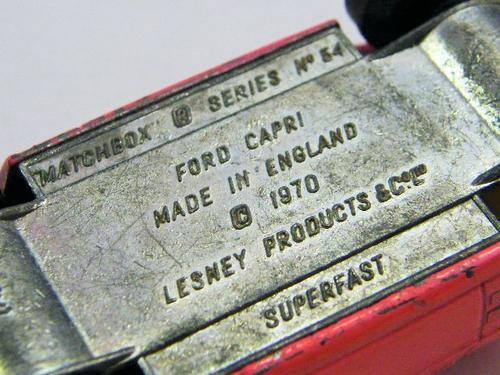 "MATCHBOX" ® SERIES Nº 54
FORD CAPRI
MADE IN ENGLAND
© 1970
LESNEY PRODUCTS & Co. LTD
SUPERFAST